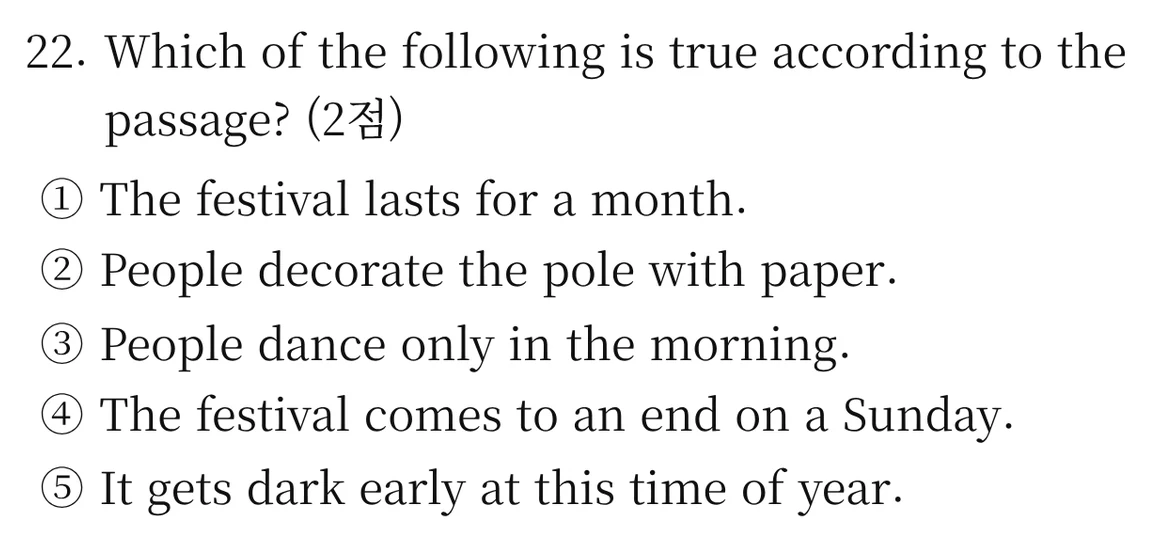 22. Which of the following is true according to the
passage? (2점)
① The festival lasts for a month.
② People decorate the pole with paper.
③ People dance only in the morning.
④ The festival comes to an end on a Sunday.
⑤ It gets dark early at this time of year.